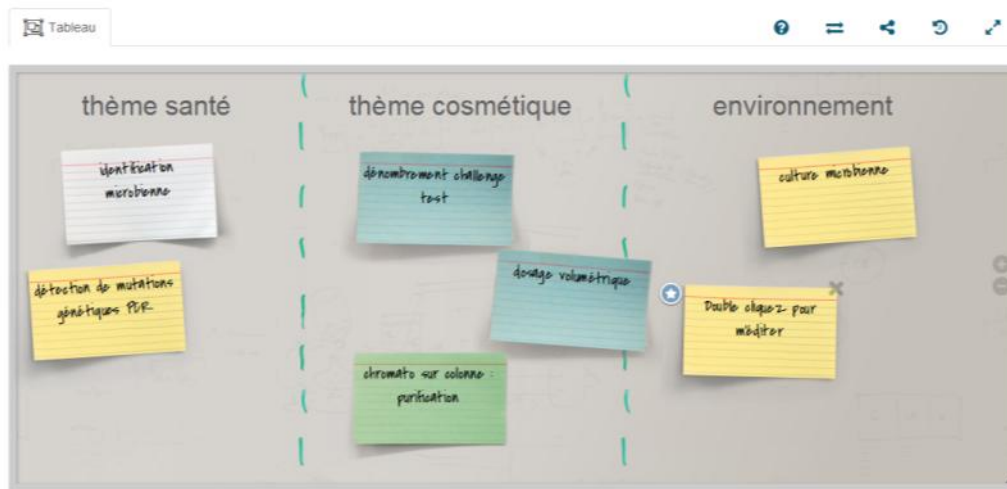 Tableau
thème santé
thème cosmétique
environnement
identification
microbienne
dénombrement challenge
test
culture microbienne
détection de mutations
génétiques PCR
dosage volumétrique
Double cliquez pour
m'éditer
chromato sur colonne :
purification